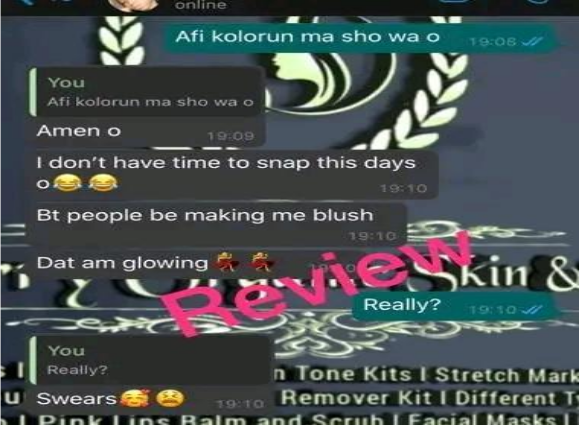 online
Afi kolorun ma sho wa o 19:08
You
Afi kolorun ma sho wa o
Amen o 19:09
I don't have time to snap this days
o😂😂 19:10
Bt people be making me blush
19:10
Dat am glowing 💃💃
Review
Skin &
Really? 19:10
You
Really?
n Tone Kits I Stretch Mark
Swears🥰😫 19:10
Remover Kit I Different
Pink Lips Balm and Scrub I Facial Masks I